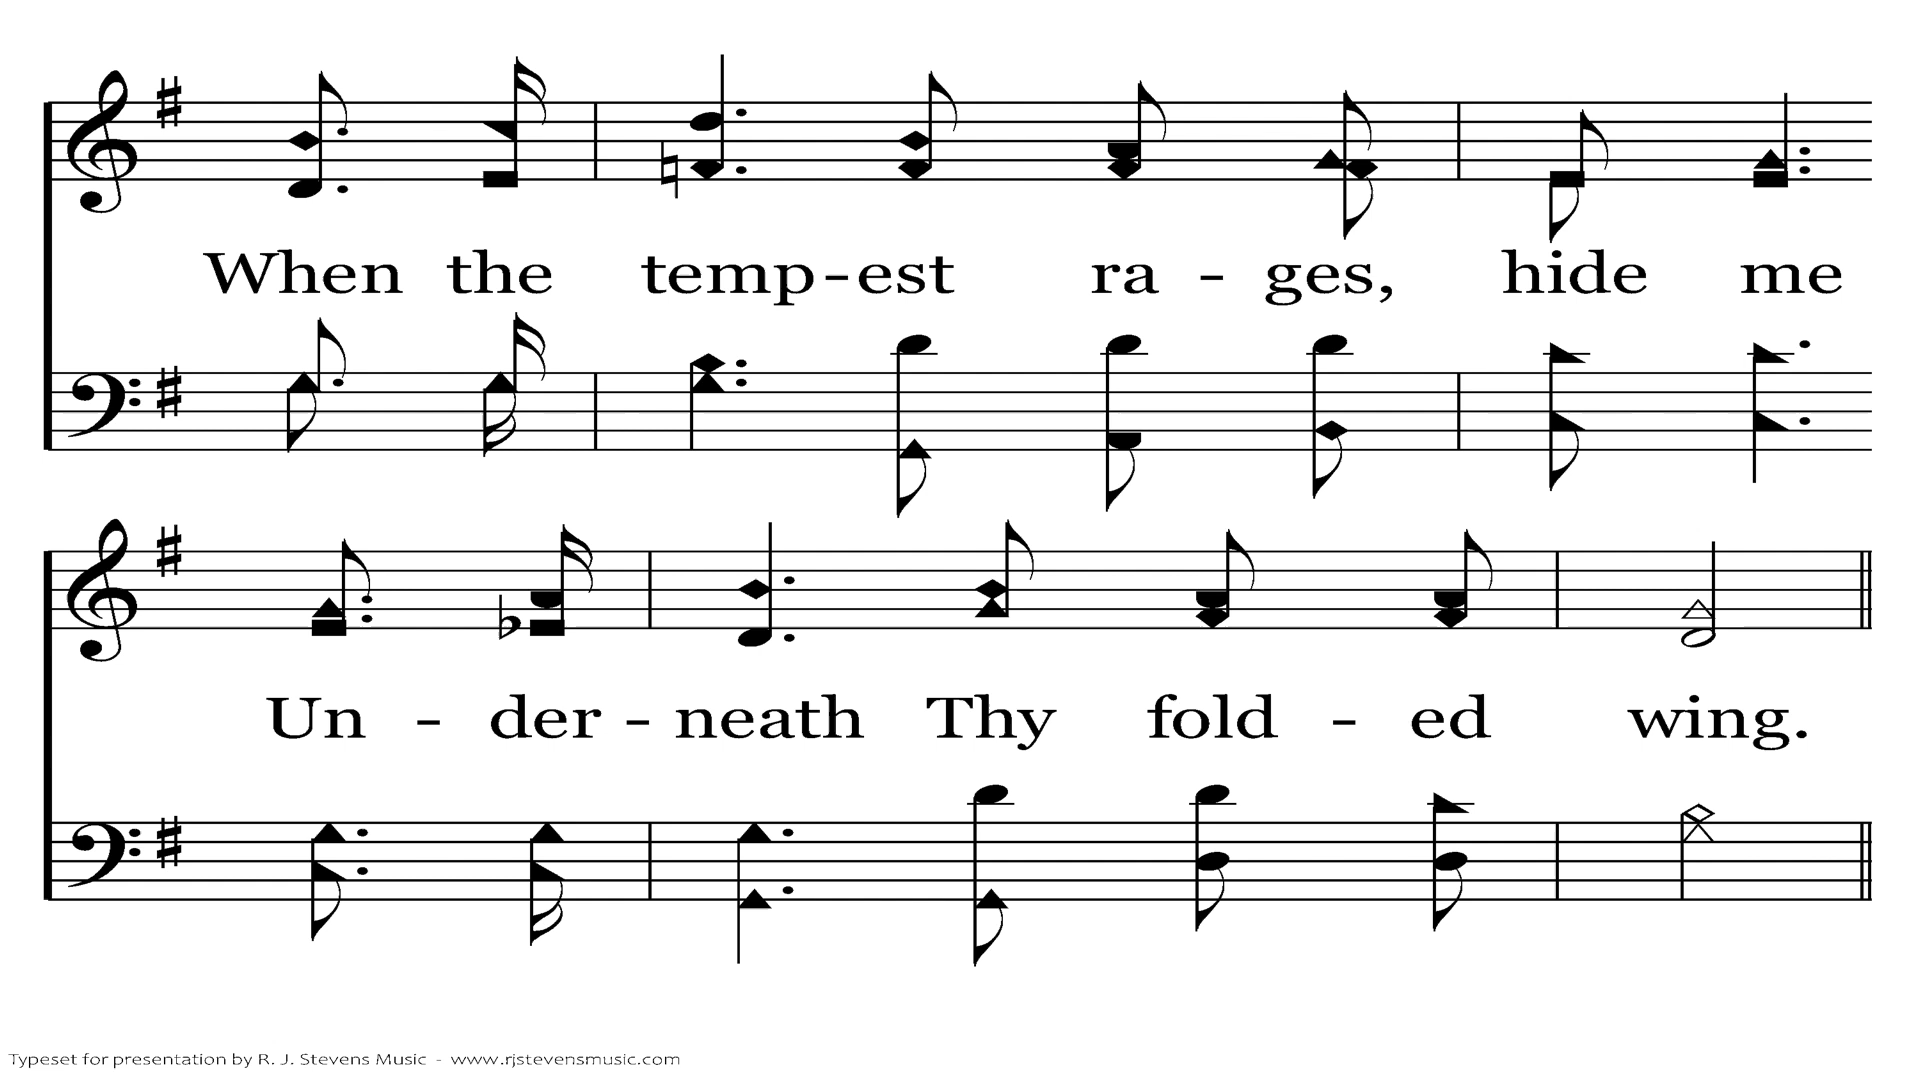 When the temp-est ra - ges, hide me
Un - der - neath Thy fold - ed wing.
Typeset for presentation by R. J. Stevens Music - www.rjstevensmusic.com